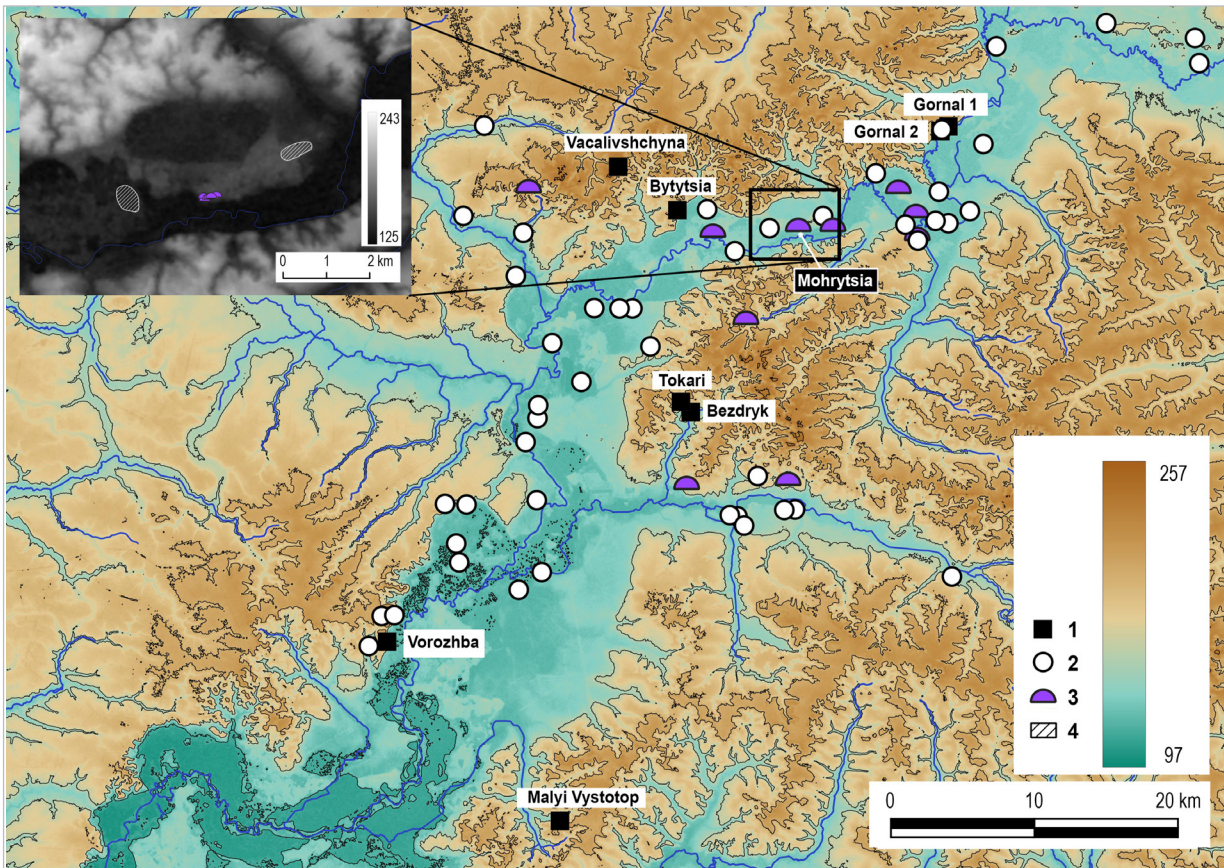 243
125
0 1 2 km
Gornal 1
Gornal 2
Vacalivshchyna
Bytytsia
Mohrytsia
Tokari
Bezdryk
Vorozhba
Malyi Vystotop
257
97
1
2
3
4
0 10 20 km